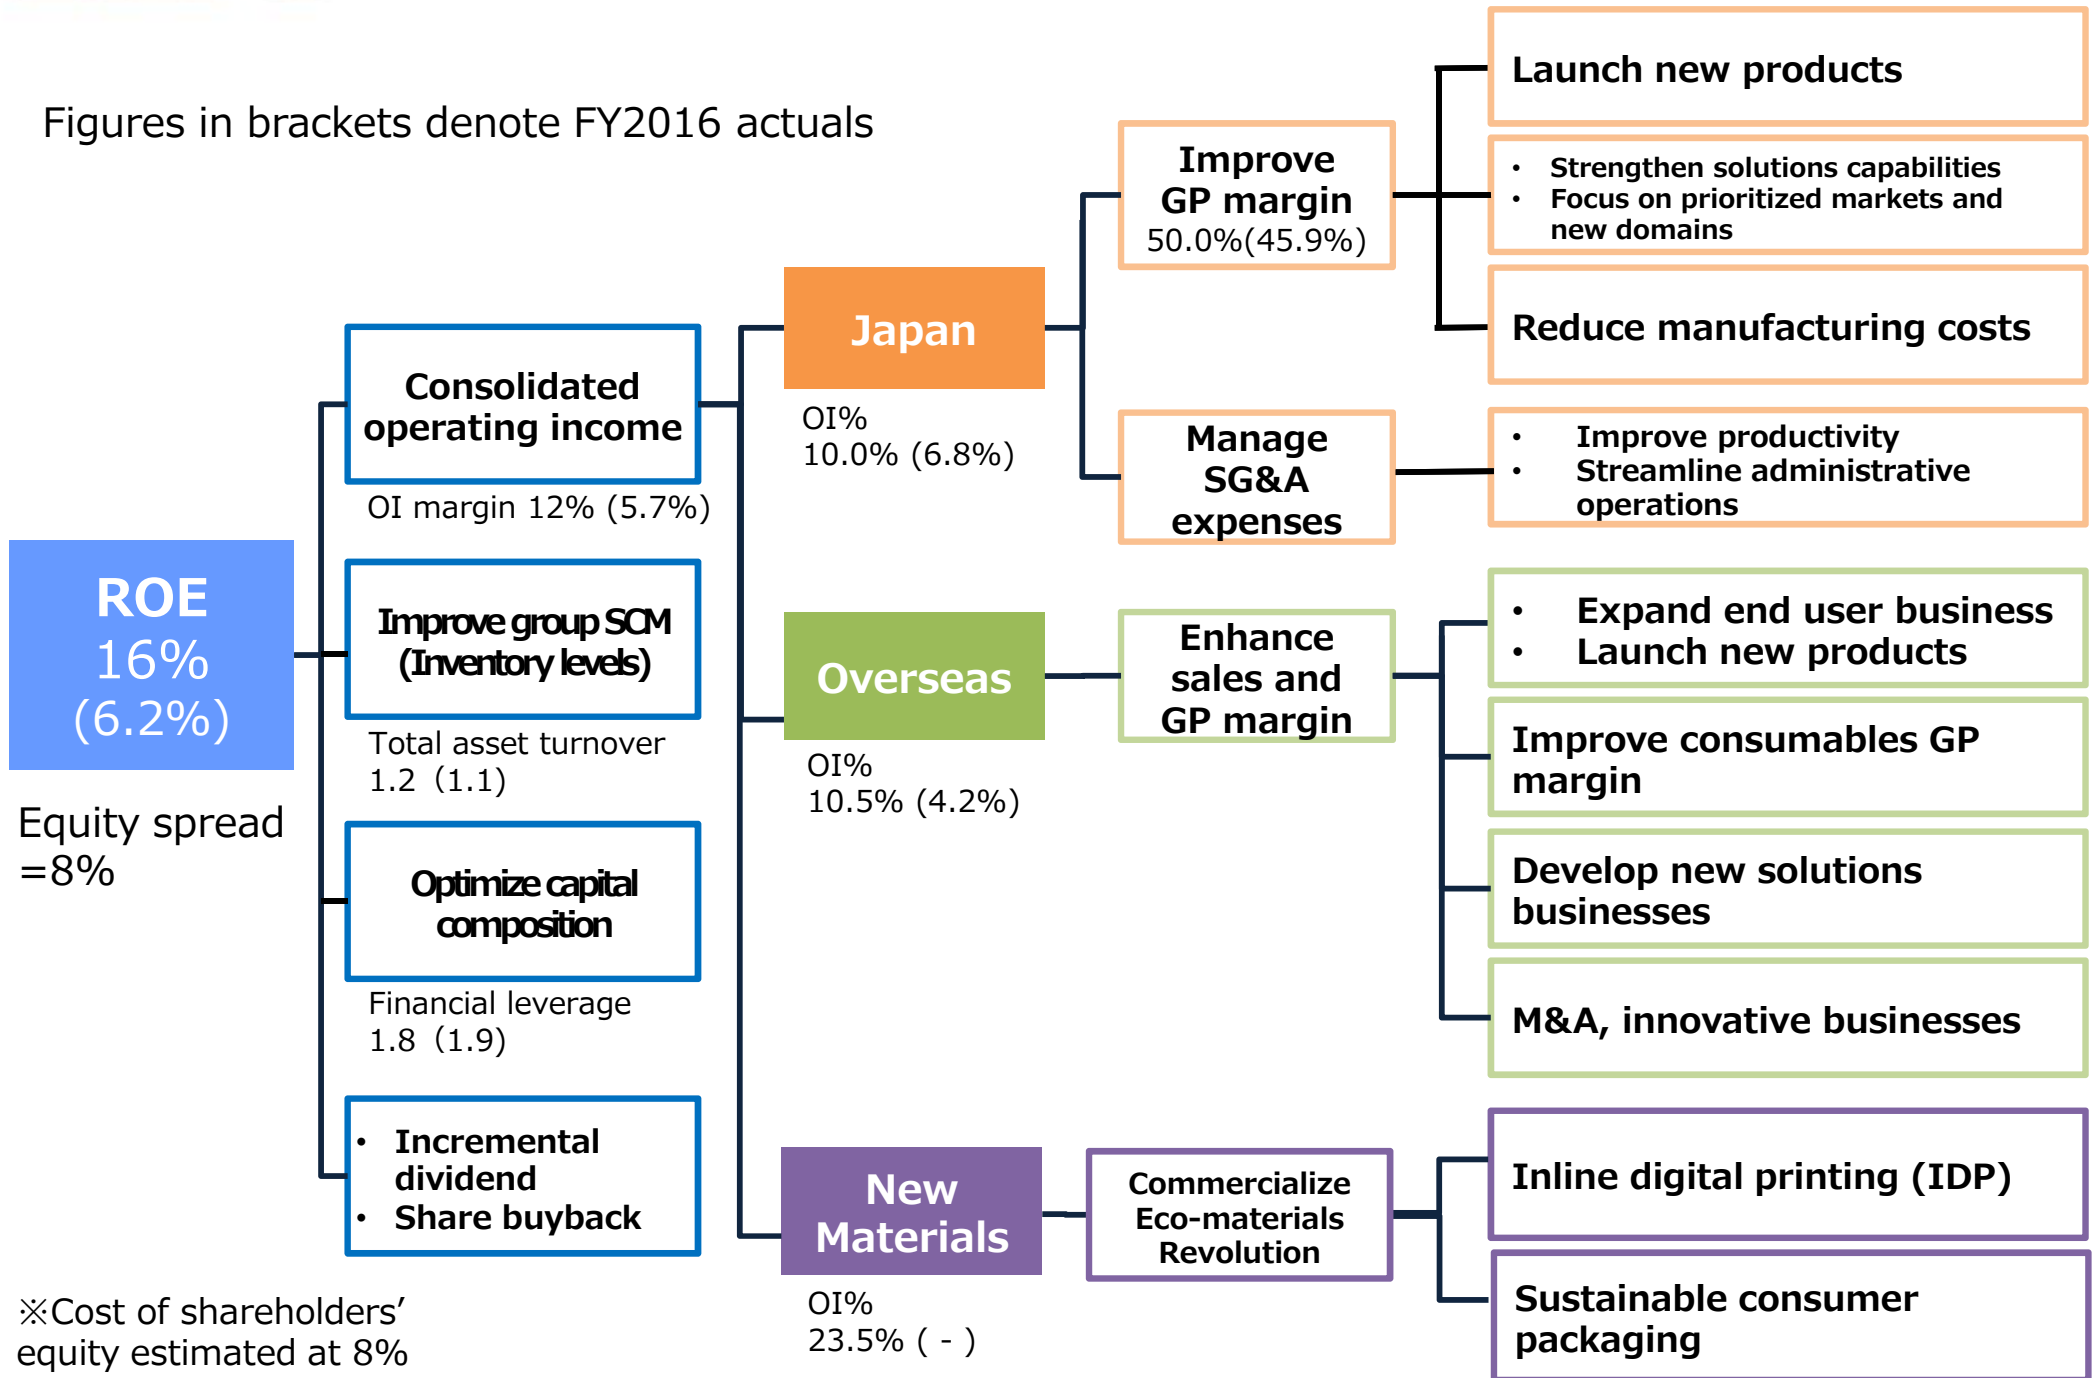 Figures in brackets denote FY2016 actuals
ROE
16%
(6.2%)
Equity spread
=8%
※Cost of shareholders'
equity estimated at 8%
Consolidated
operating income
OI margin 12% (5.7%)
Improve group SCM
(Inventory levels)
Total asset turnover
1.2 (1.1)
Optimize capital
composition
Financial leverage
1.8 (1.9)
• Incremental
dividend
• Share buyback
Japan
OI%
10.0% (6.8%)
Improve
GP margin
50.0%(45.9%)
Launch new products
• Strengthen solutions capabilities
• Focus on prioritized markets and
new domains
Reduce manufacturing costs
Manage
SG&A
expenses
• Improve productivity
• Streamline administrative
operations
Overseas
OI%
10.5% (4.2%)
Enhance
sales and
GP margin
• Expand end user business
• Launch new products
Improve consumables GP
margin
Develop new solutions
businesses
M&A, innovative businesses
New
Materials
OI%
23.5% ( - )
Commercialize
Eco-materials
Revolution
Inline digital printing (IDP)
Sustainable consumer
packaging